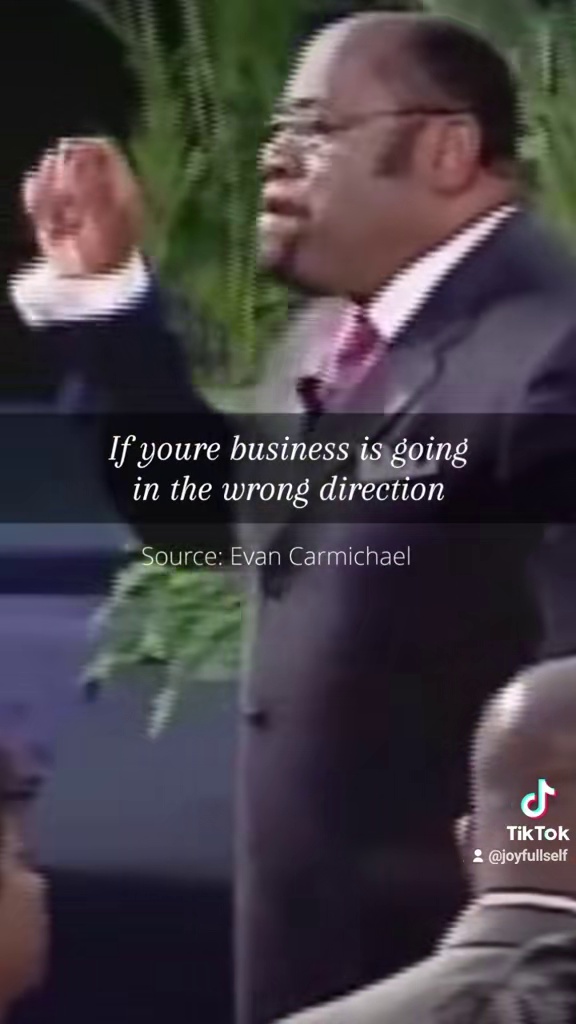 If youre business is going
in the wrong direction
Source: Evan Carmichael
TikTok
@joyfullself